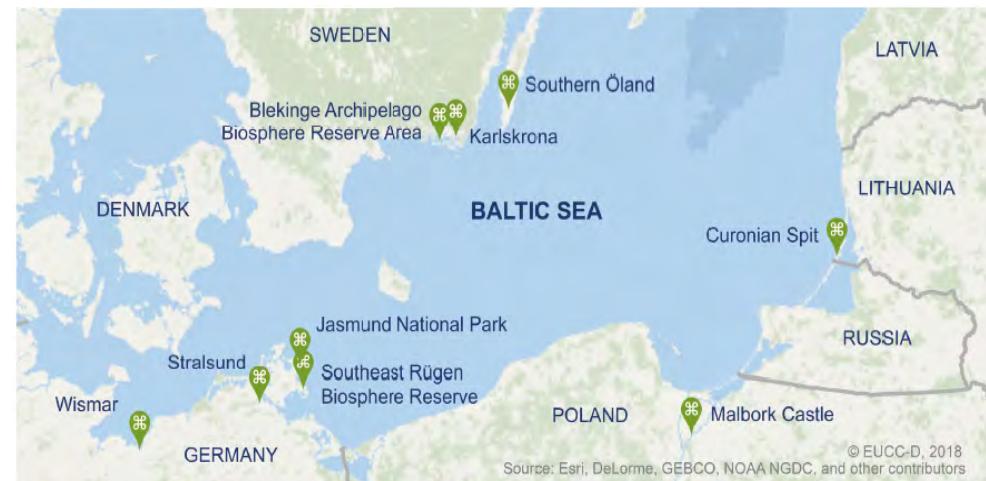 SWEDEN
LATVIA
Southern Öland
Blekinge Archipelago
Biosphere Reserve Area
Karlskrona
LITHUANIA
DENMARK
BALTIC SEA
Curonian Spit
Jasmund National Park
RUSSIA
Stralsund
Southeast Rügen
Biosphere Reserve
Wismar
POLAND
Malbork Castle
GERMANY
© EUCC-D, 2018
Source: Esri, DeLorme, GEBCO, NOAA NGDC, and other contributors